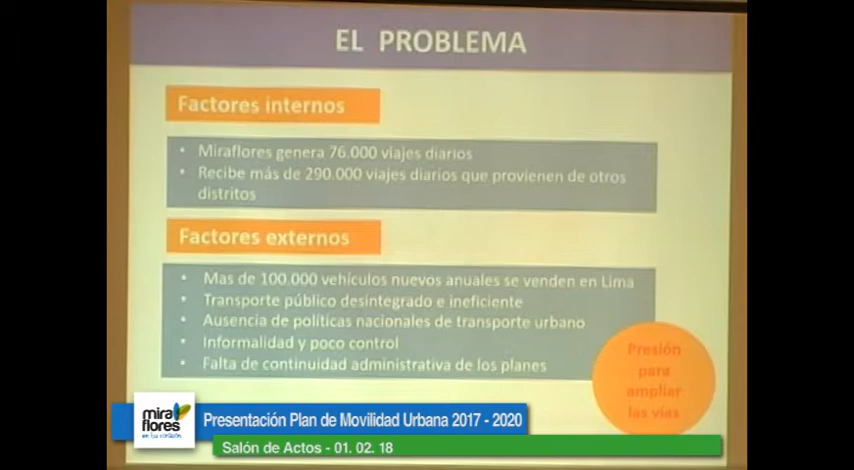 EL PROBLEMA
Factores internos
• Miraflores genera 76.000 viajes diarios
• Recibe más de 290.000 viajes diarios que provienen de otros
distritos
Factores externos
• Mas de 100.000 vehículos nuevos anuales se venden en Lima
• Transporte público desintegrado e ineficiente
• Ausencia de políticas nacionales de transporte urbano
• Informalidad y poco control
• Falta de continuidad administrativa de los planes
Presión
para
ampliar
las vías
mira
flores
en tu corazón
Presentación Plan de Movilidad Urbana 2017 - 2020
Salón de Actos - 01. 02. 18